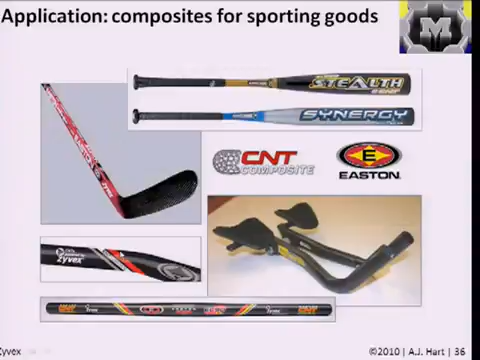 Application: composites for sporting goods
M
STEALTH
SYNERGY
CNT
COMPOSITE
E
EASTON
Zyvex
Zyvex
©2010 | A.J. Hart | 36